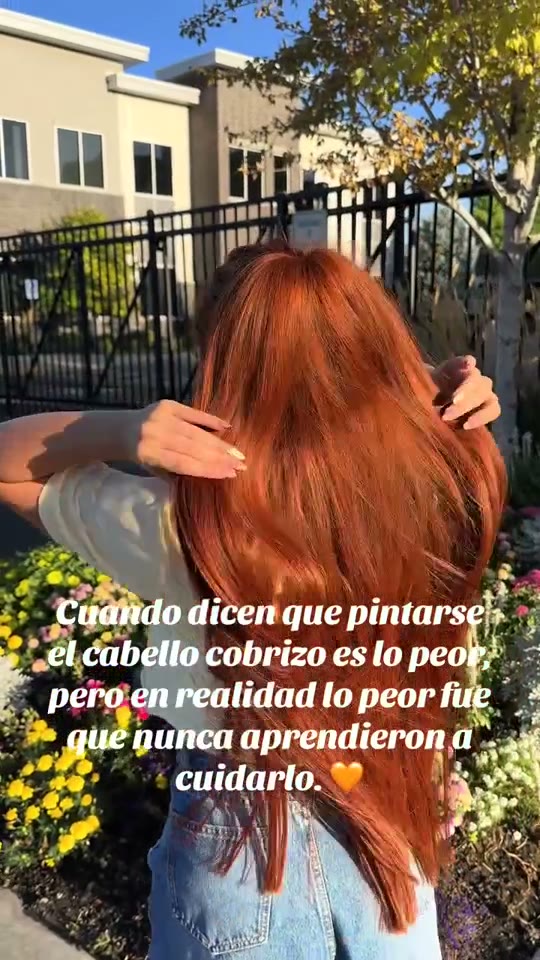 Cuando dicen que pintarse
el cabello cobrizo es lo peor,
pero en realidad lo peor fue
que nunca aprendieron a
cuidarlo. 🧡